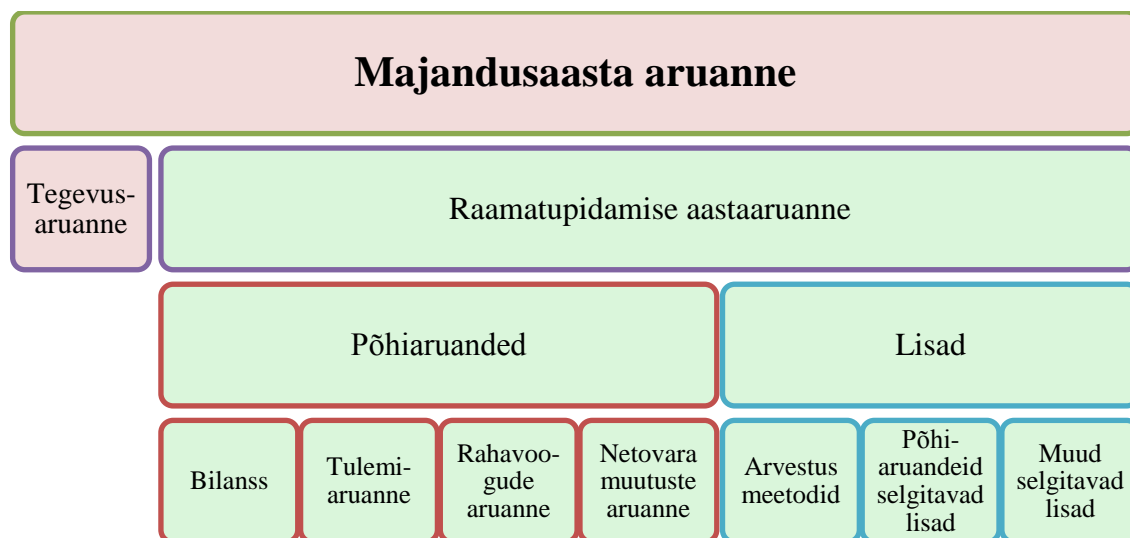 Majandusaasta aruanne
Tegevus-
aruanne
Raamatupidamise aastaaruanne
Põhiaruanded
Lisad
Bilanss
Tulemi-
aruanne
Rahavoo-
gude
aruanne
Netovara
muutuste
aruanne
Arvestus
meetodid
Põhi-
aruandeid
selgitavad
lisad
Muud
selgitavad
lisad